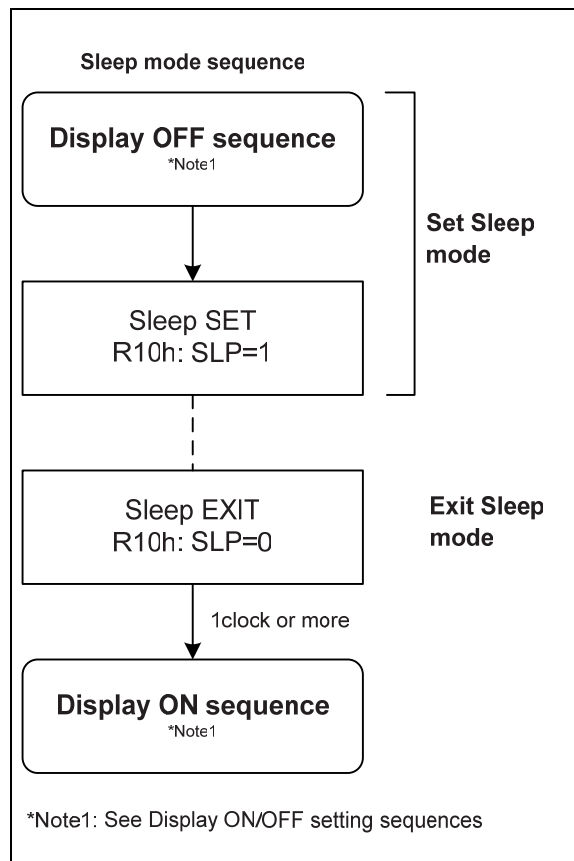 Sleep mode sequence
Display OFF sequence
*Note1
Set Sleep
mode
Sleep SET
R10h: SLP=1
Sleep EXIT
R10h: SLP=0
Exit Sleep
mode
1clock or more
Display ON sequence
*Note1
*Note1: See Display ON/OFF setting sequences